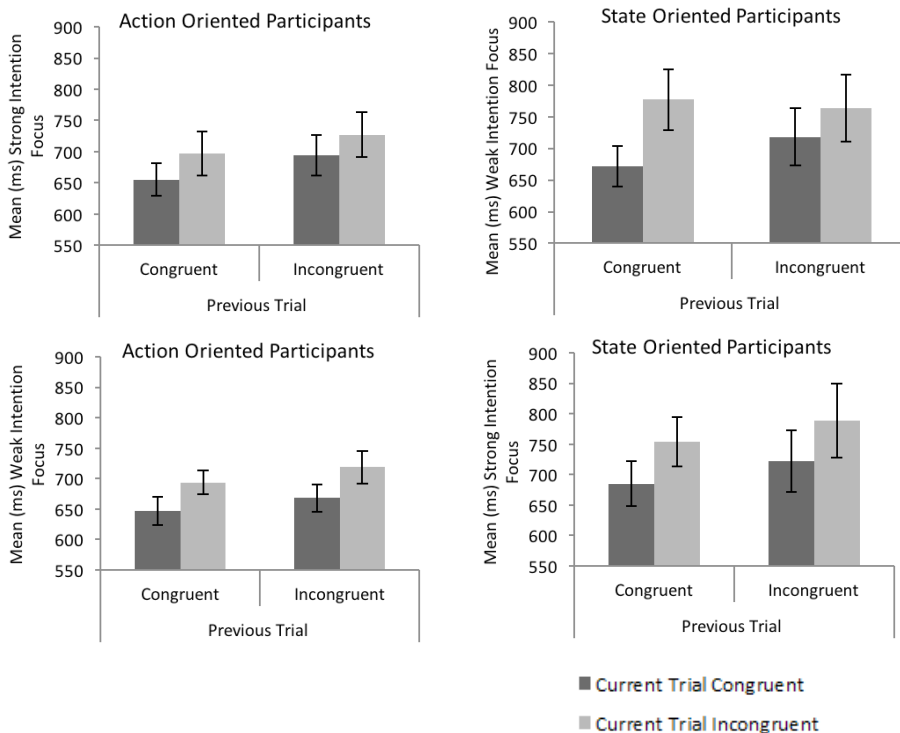 Action Oriented Participants
Mean (ms) Strong Intention
Focus
900
850
800
750
700
650
600
550
Congruent
Incongruent
Previous Trial
State Oriented Participants
Mean (ms) Weak Intention Focus
900
850
800
750
700
650
600
550
Congruent
Incongruent
Previous Trial
Action Oriented Participants
Mean (ms) Weak Intention
Focus
900
850
800
750
700
650
600
550
Congruent
Incongruent
Previous Trial
State Oriented Participants
Mean (ms) Strong Intention
Focus
900
850
800
750
700
650
600
550
Congruent
Incongruent
Previous Trial
Current Trial Congruent
Current Trial Incongruent